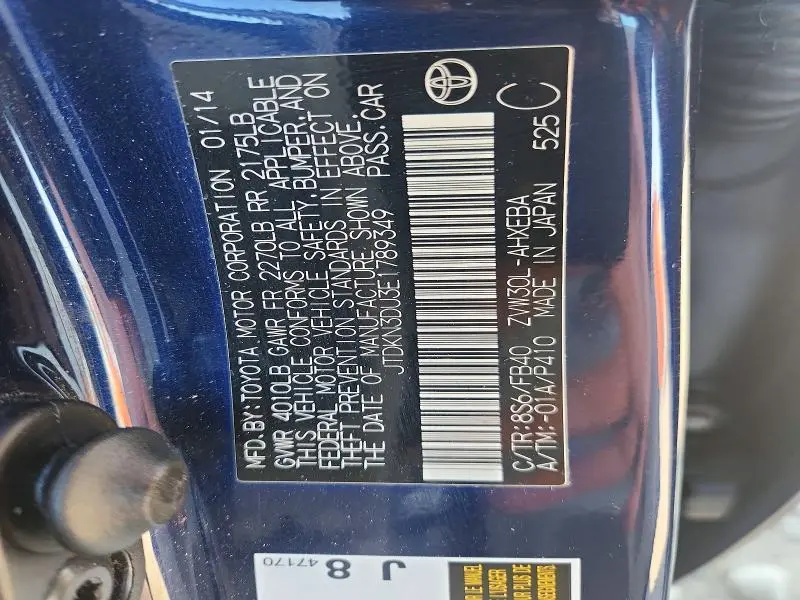 MFD. BY: TOYOTA MOTOR CORPORATION 01/14
GVWR 4010LB GAWR FR 2270LB RR 2175LB
THIS VEHICLE CONFORMS TO ALL APPLICABLE
FEDERAL MOTOR VEHICLE SAFETY, BUMPER, AND
THEFT PREVENTION STANDARDS IN EFFECT ON
THE DATE OF MANUFACTURE SHOWN ABOVE.
JTDKN3DU3E1789349 PASS. CAR
C/TR: 8S6/FB40 ZVW30L-AHXEBA
A/TM: -01A/P410 MADE IN JAPAN 525 C
J 8
47170